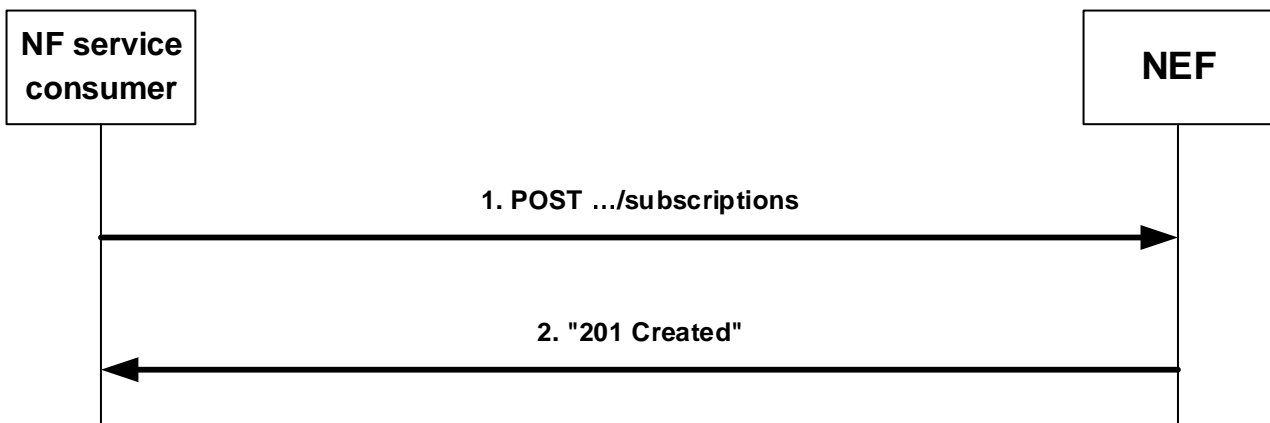 NF service
consumer
NEF
1. POST …/subscriptions
2. "201 Created"